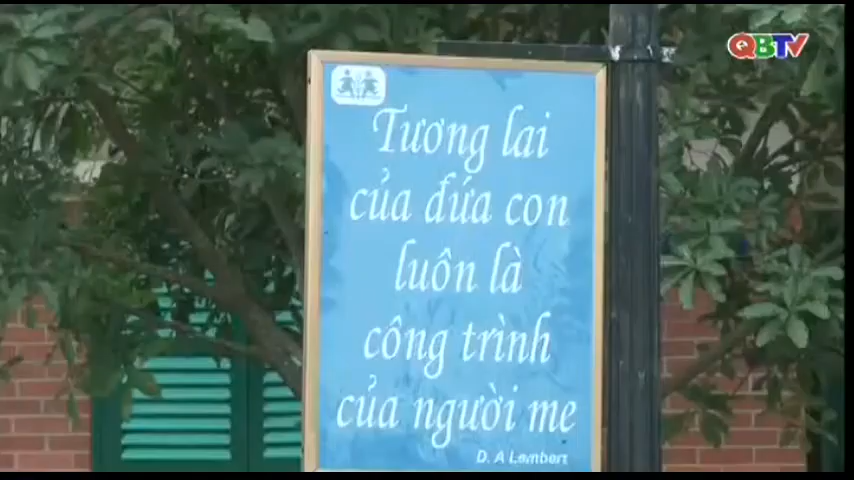 QBTV
Tương lai
của đứa con
luôn là
công trình
của người mẹ
D. A Lambert